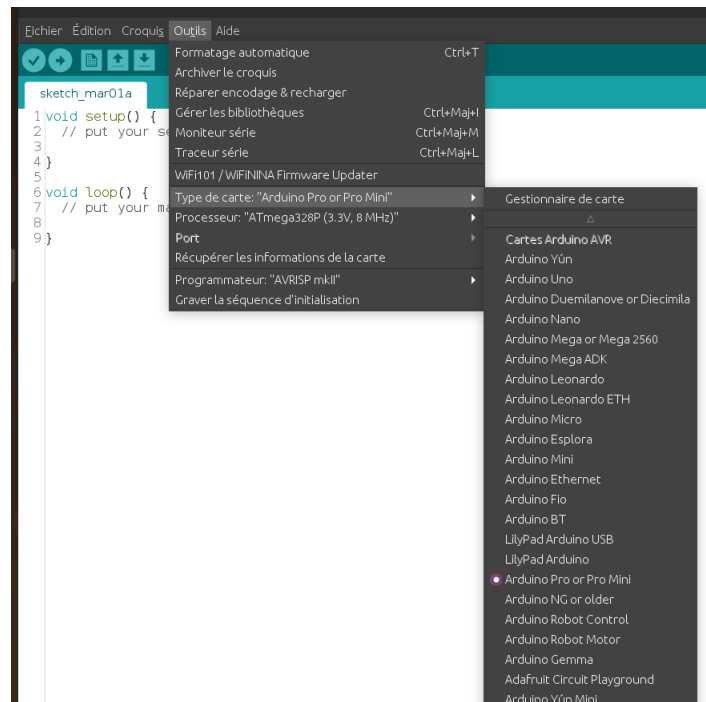 Fichier Édition Croquis Outils Aide
sketch_mar01a
1 void setup() {
2 // put your se
3
4 }
5
6 void loop() {
7 // put your ma
8
9 }
Formatage automatique Ctrl+T
Archiver le croquis
Réparer encodage & recharger
Gérer les bibliothèques Ctrl+Maj+I
Moniteur série Ctrl+Maj+M
Traceur série Ctrl+Maj+L
WiFi101 / WiFiNINA Firmware Updater
Type de carte: "Arduino Pro or Pro Mini"
Processeur: "ATmega328P (3.3V, 8 MHz)"
Port
Récupérer les informations de la carte
Programmateur: "AVRISP mkII"
Graver la séquence d'initialisation
Gestionnaire de carte
Cartes Arduino AVR
Arduino Yún
Arduino Uno
Arduino Duemilanove or Diecimila
Arduino Nano
Arduino Mega or Mega 2560
Arduino Mega ADK
Arduino Leonardo
Arduino Leonardo ETH
Arduino Micro
Arduino Esplora
Arduino Mini
Arduino Ethernet
Arduino Fio
Arduino BT
LilyPad Arduino USB
LilyPad Arduino
Arduino Pro or Pro Mini
Arduino NG or older
Arduino Robot Control
Arduino Robot Motor
Arduino Gemma
Adafruit Circuit Playground
Arduino Yún Mini